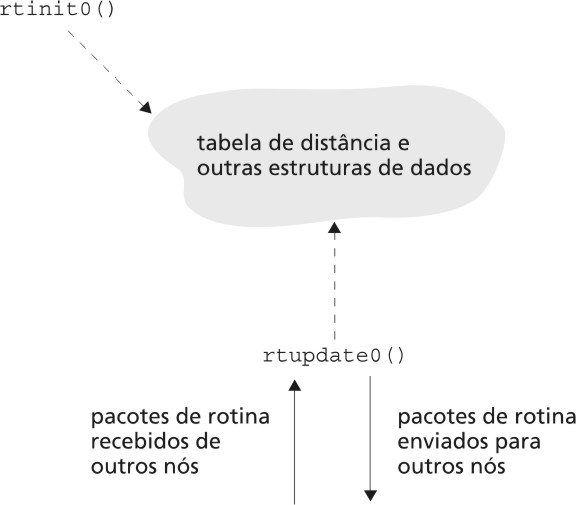 rtinit0()
tabela de distância e
outras estruturas de dados
rtupdate0()
pacotes de rotina
recebidos de
outros nós
pacotes de rotina
enviados para
outros nós